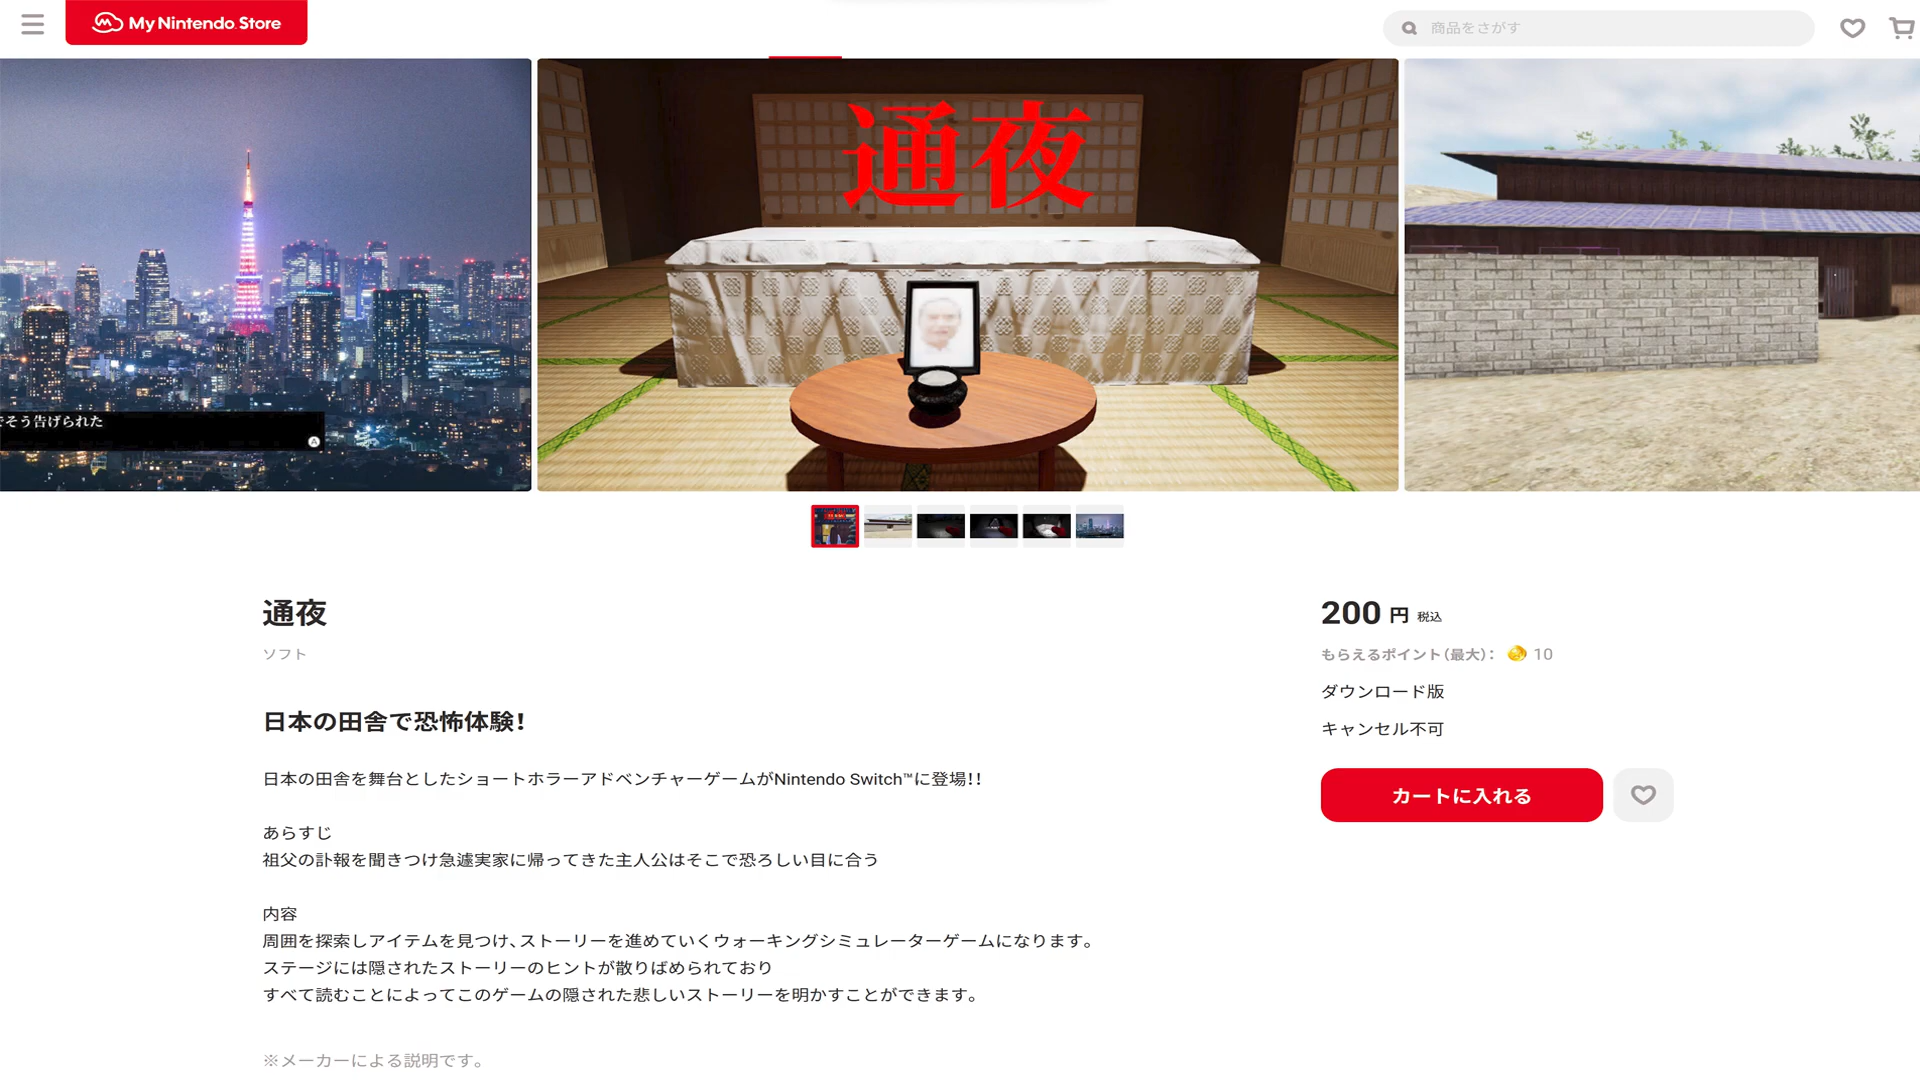 My Nintendo Store
商品をさがす
でそう告げられた
A
通夜
通夜
ソフト
日本の田舎で恐怖体験!
日本の田舎を舞台としたショートホラーアドベンチャーゲームがNintendo Switch™に登場!!
あらすじ
祖父の訃報を聞きつけ急遽実家に帰ってきた主人公はそこで恐ろしい目に合う
内容
周囲を探索しアイテムを見つけ、ストーリーを進めていくウォーキングシミュレーターゲームになります。
ステージには隠されたストーリーのヒントが散りばめられており
すべて読むことによってこのゲームの隠された悲しいストーリーを明かすことができます。
※メーカーによる説明です。
200 円 税込
もらえるポイント(最大): 10
ダウンロード版
キャンセル不可
カートに入れる